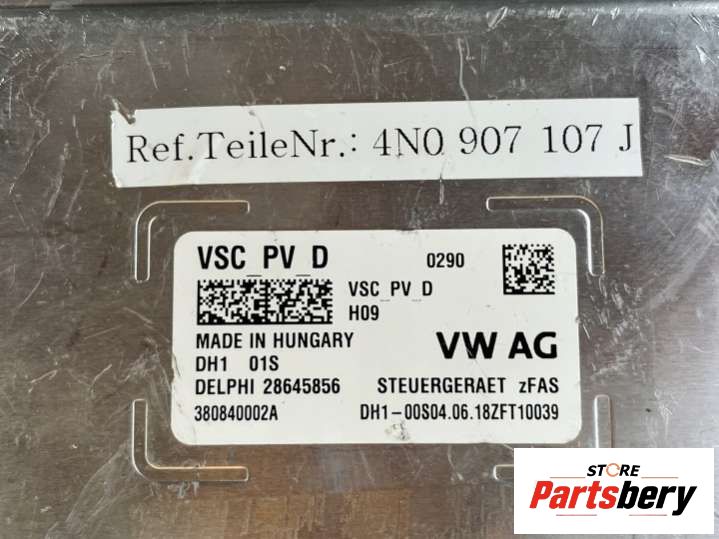 Ref.TeileNr.: 4N0 907 107 J
VSC_PV_D 0290
VSC_PV_D
H09
MADE IN HUNGARY VW AG
DH1 01S
DELPHI 28645856 STEUERGERAET zFAS
380840002A DH1-00S04.06.18ZFT10039
STORE
Partsbery